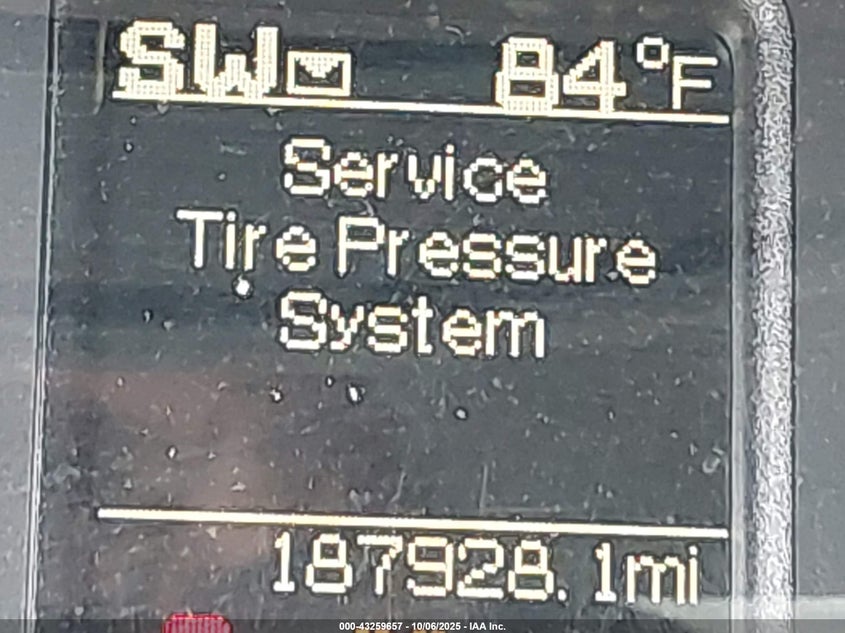 SW 84°F
Service
Tire Pressure
System
187928.1mi
000-43259657 - 10/06/2025 - IAA Inc.